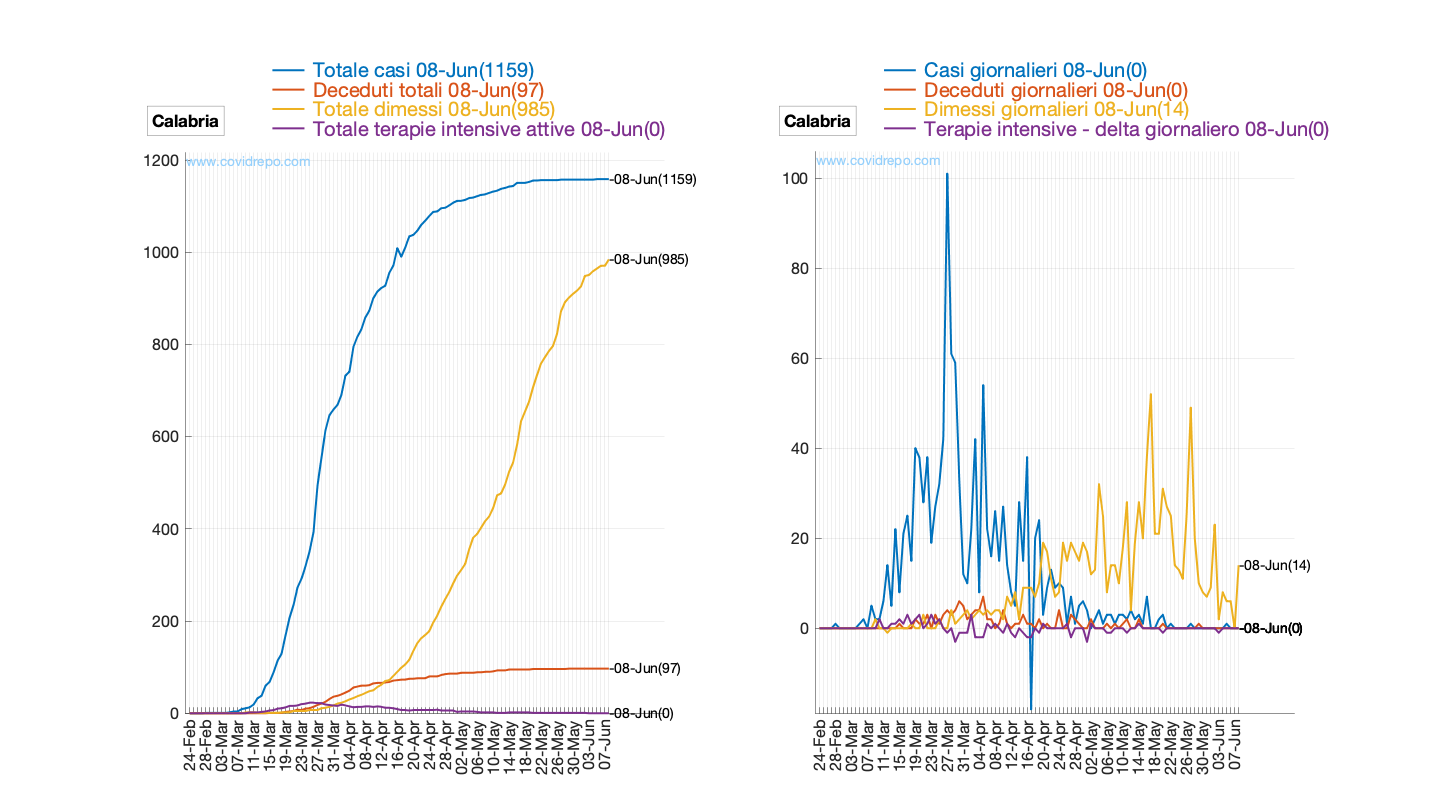 Totale casi 08-Jun(1159)
Deceduti totali 08-Jun(97)
Totale dimessi 08-Jun(985)
Totale terapie intensive attive 08-Jun(0)
Calabria
www.covidrepo.com
1200
1000
800
600
400
200
0
-08-Jun(1159)
-08-Jun(985)
-08-Jun(97)
-08-Jun(0)
24-Feb
28-Feb
03-Mar
07-Mar
11-Mar
15-Mar
19-Mar
23-Mar
27-Mar
31-Mar
04-Apr
08-Apr
12-Apr
16-Apr
20-Apr
24-Apr
28-Apr
02-May
06-May
10-May
14-May
18-May
22-May
26-May
30-May
03-Jun
07-Jun
Casi giornalieri 08-Jun(0)
Deceduti giornalieri 08-Jun(0)
Dimessi giornalieri 08-Jun(14)
Terapie intensive - delta giornaliero 08-Jun(0)
Calabria
www.covidrepo.com
100
80
60
40
20
0
-08-Jun(14)
-08-Jun(0)
24-Feb
28-Feb
03-Mar
07-Mar
11-Mar
15-Mar
19-Mar
23-Mar
27-Mar
31-Mar
04-Apr
08-Apr
12-Apr
16-Apr
20-Apr
24-Apr
28-Apr
02-May
06-May
10-May
14-May
18-May
22-May
26-May
30-May
03-Jun
07-Jun